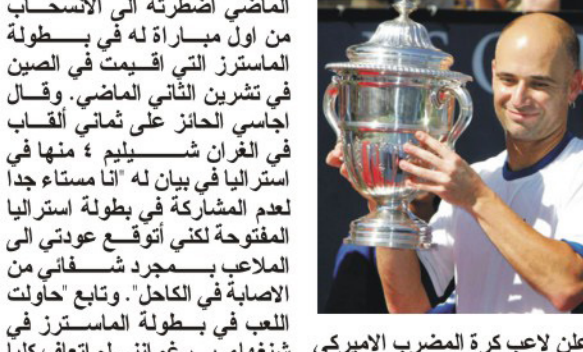 الماضي اضطرته الى الانسحاب
من اول مباراة له في بطولة
الماسترز التي اقيمت في الصين
في تشرين الثاني الماضي. وقال
اجاسي الحائز على ثماني ألقاب
في الغران شيليم ٤ منها في
استراليا في بيان له "انا مستاء جدا
لعدم المشاركة في بطولة استراليا
المفتوحة لكني أتوقع عودتي الى
الملاعب بمجرد شفائي من
الاصابة في الكاحل". وتابع "حاولت
اللعب في بطولة الماسترز في
لاعب كرة المضرب الاميركي